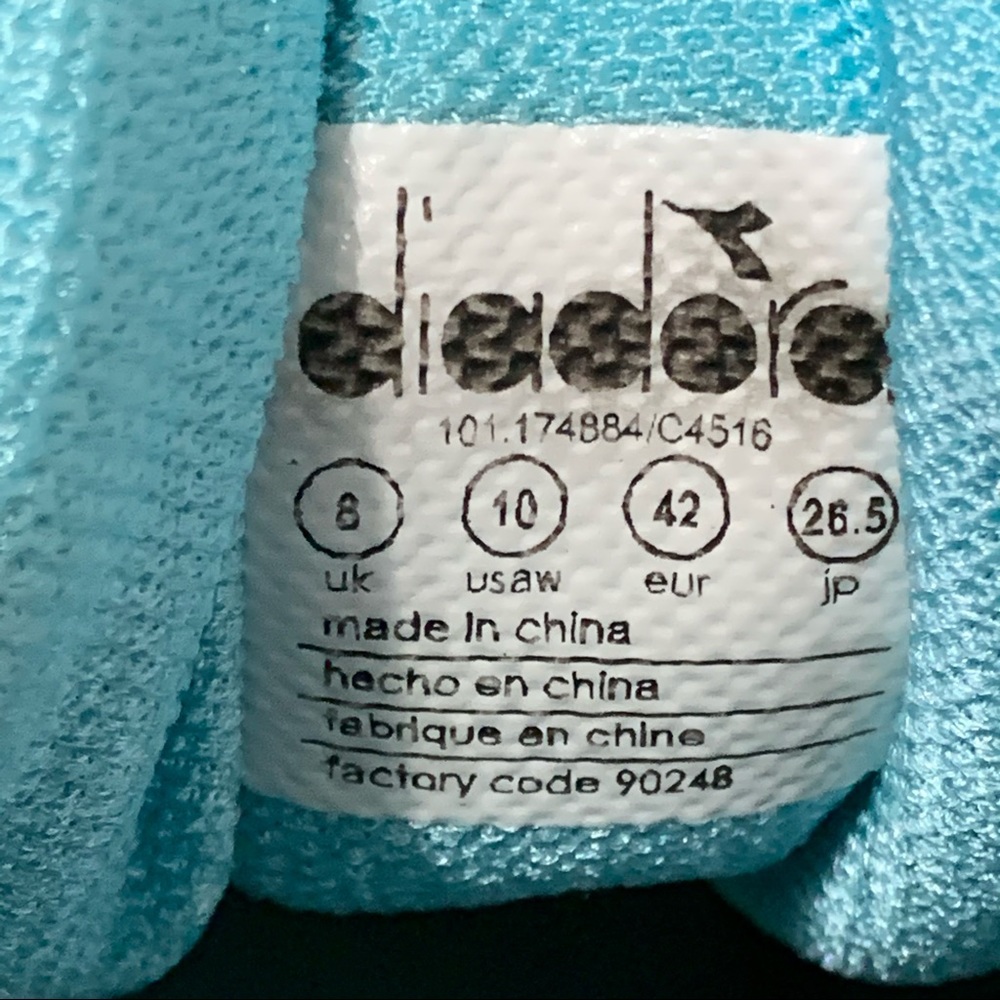 diadora
101.174884/C4516
8 10 42 26.5
uk usaw eur jp
made in china
hecho en china
fabrique en chine
factory code 90248